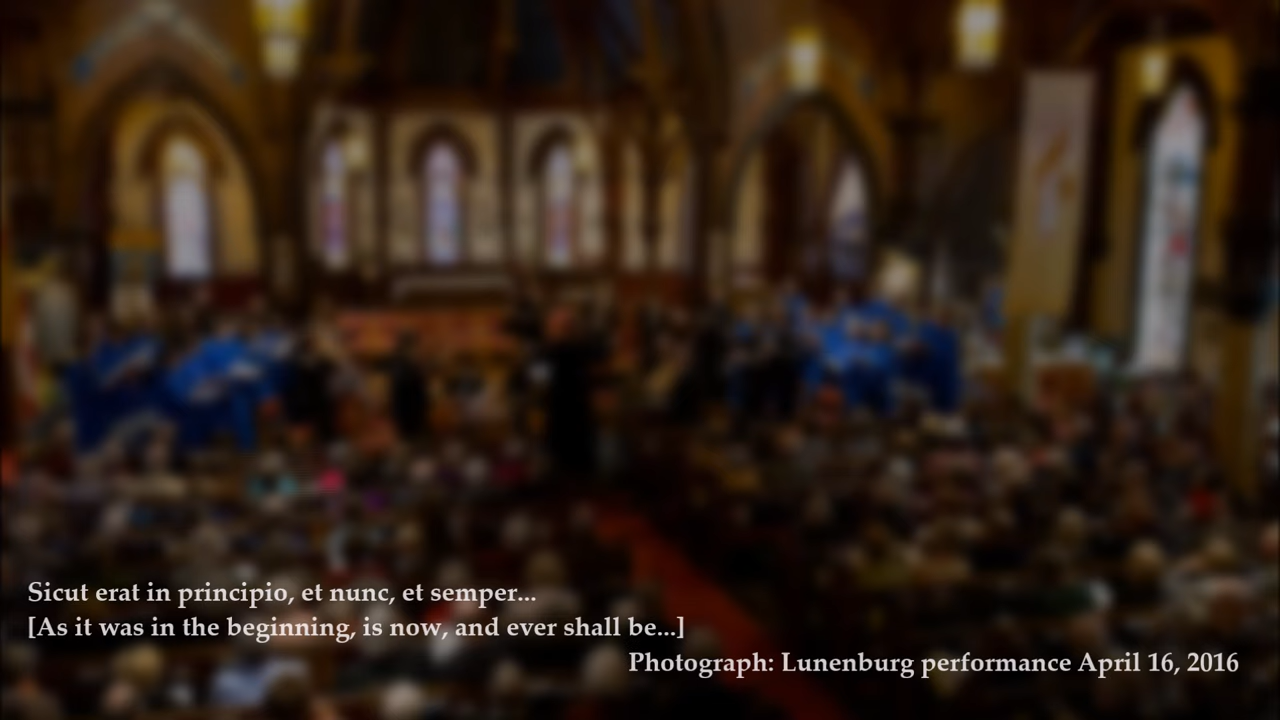 Sicut erat in principio, et nunc, et semper...
[As it was in the beginning, is now, and ever shall be...]
Photograph: Lunenburg performance April 16, 2016